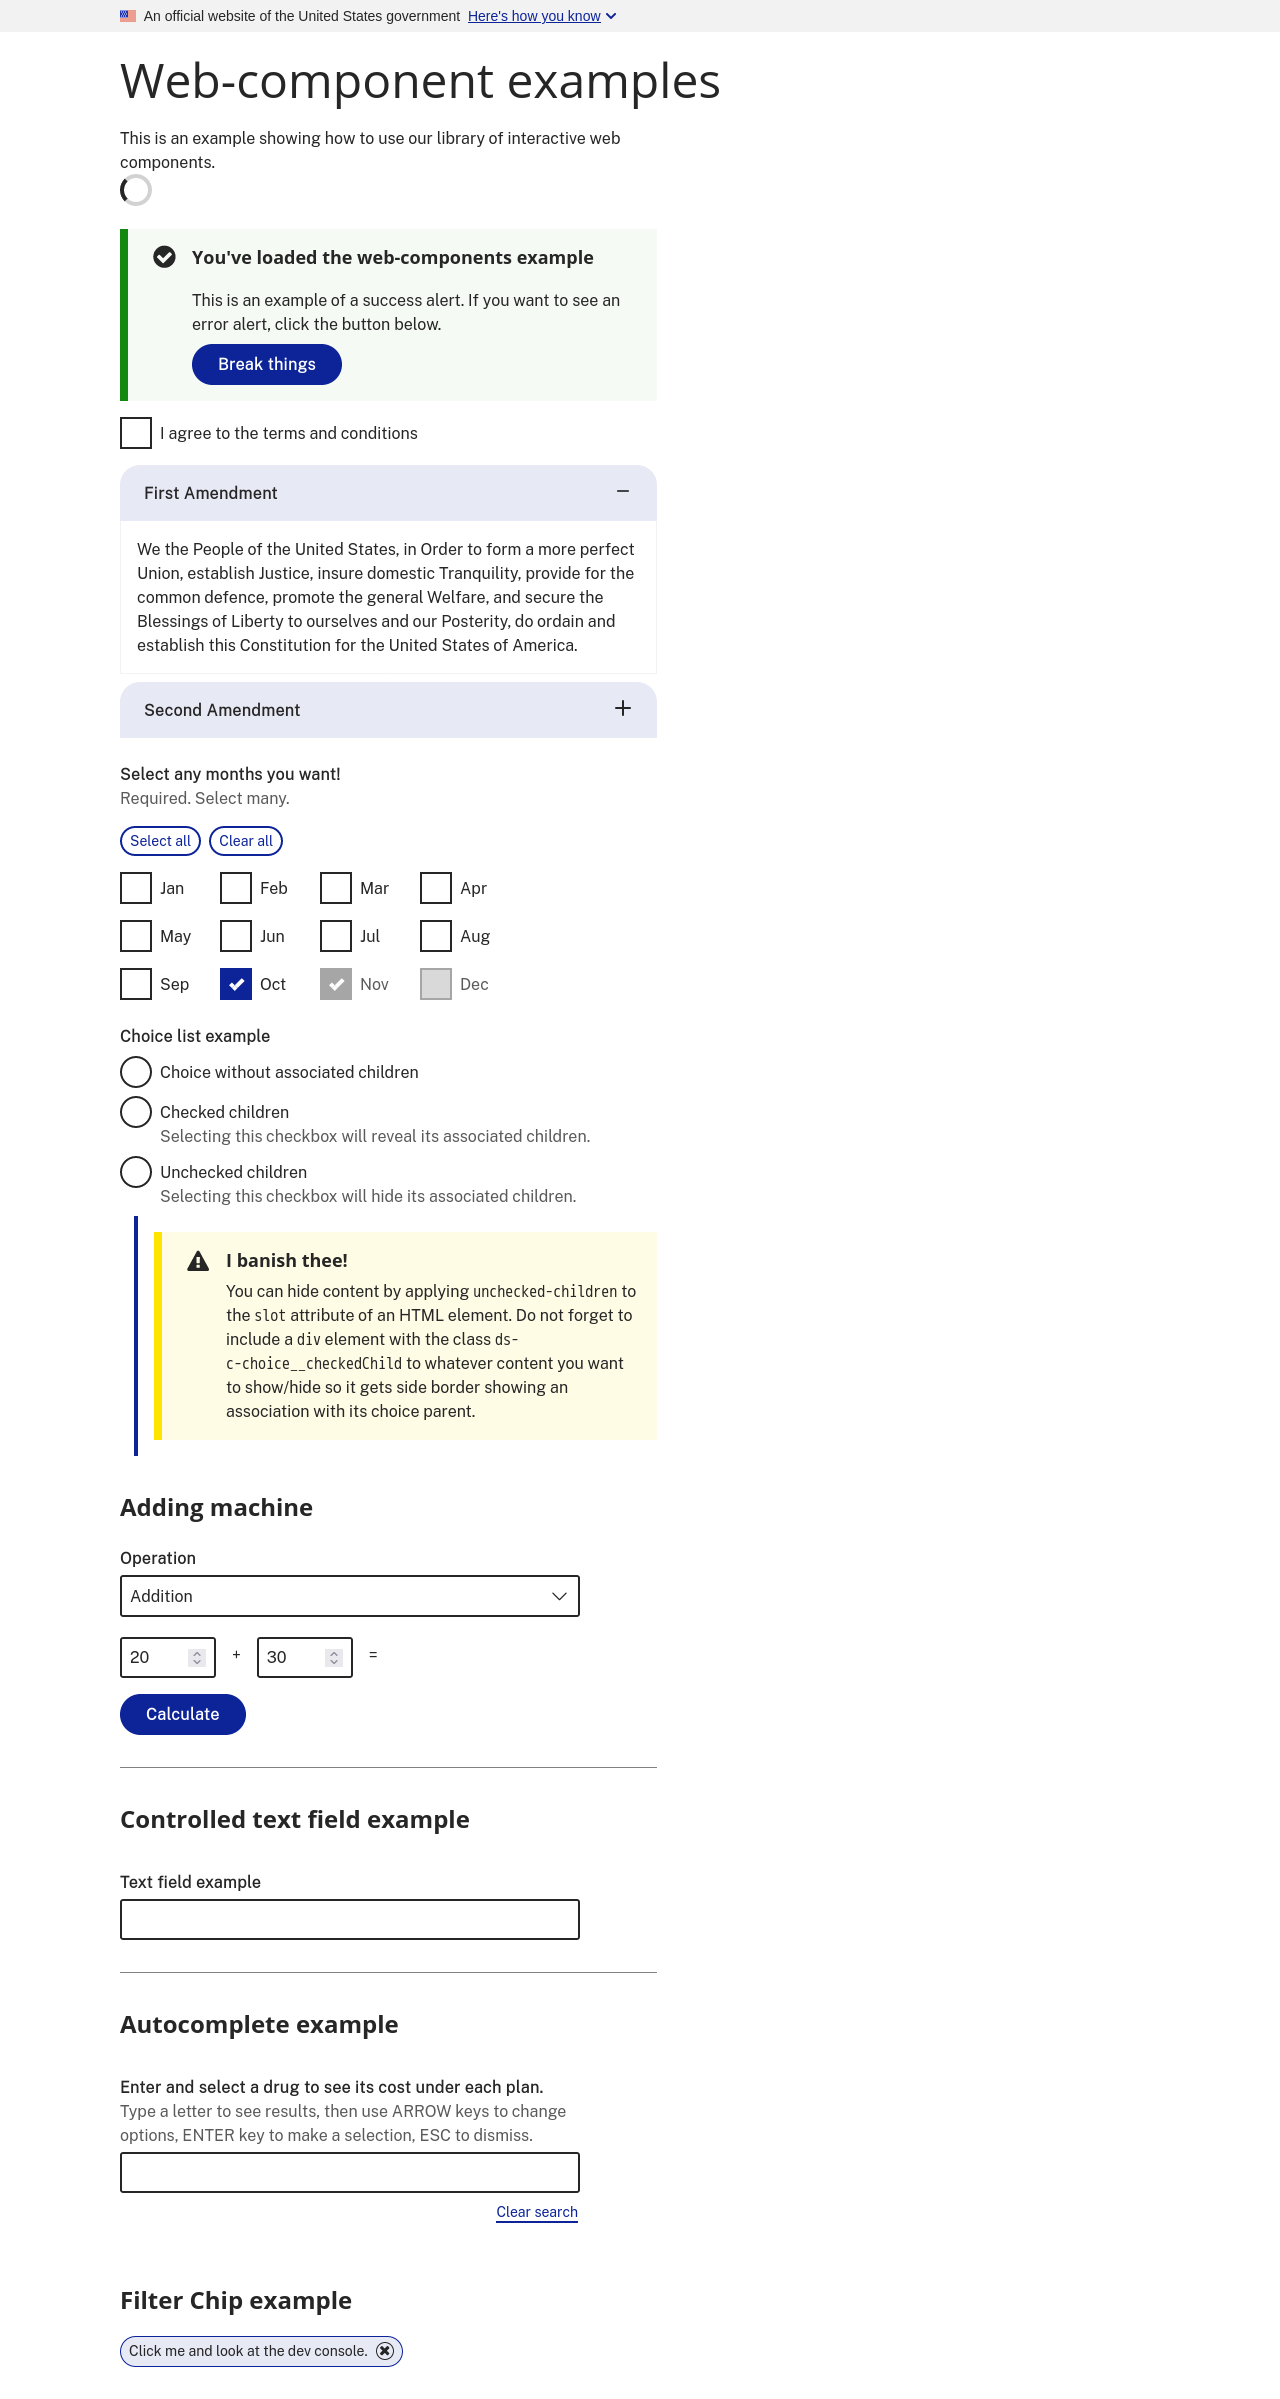 An official website of the United States government Here's how you know
Web-component examples
This is an example showing how to use our library of interactive web
components.
You've loaded the web-components example
This is an example of a success alert. If you want to see an
error alert, click the button below.
Break things
I agree to the terms and conditions
First Amendment
We the People of the United States, in Order to form a more perfect
Union, establish Justice, insure domestic Tranquility, provide for the
common defence, promote the general Welfare, and secure the
Blessings of Liberty to ourselves and our Posterity, do ordain and
establish this Constitution for the United States of America.
Second Amendment
Select any months you want!
Required. Select many.
Select all Clear all
Jan Feb Mar Apr
May Jun Jul Aug
Sep Oct Nov Dec
Choice list example
Choice without associated children
Checked children
Selecting this checkbox will reveal its associated children.
Unchecked children
Selecting this checkbox will hide its associated children.
I banish thee!
You can hide content by applying unchecked-children to
the slot attribute of an HTML element. Do not forget to
include a div element with the class ds-
c-choice__checkedChild to whatever content you want
to show/hide so it gets side border showing an
association with its choice parent.
Adding machine
Operation
Addition
20 + 30 =
Calculate
Controlled text field example
Text field example
Autocomplete example
Enter and select a drug to see its cost under each plan.
Type a letter to see results, then use ARROW keys to change
options, ENTER key to make a selection, ESC to dismiss.
Clear search
Filter Chip example
Click me and look at the dev console.